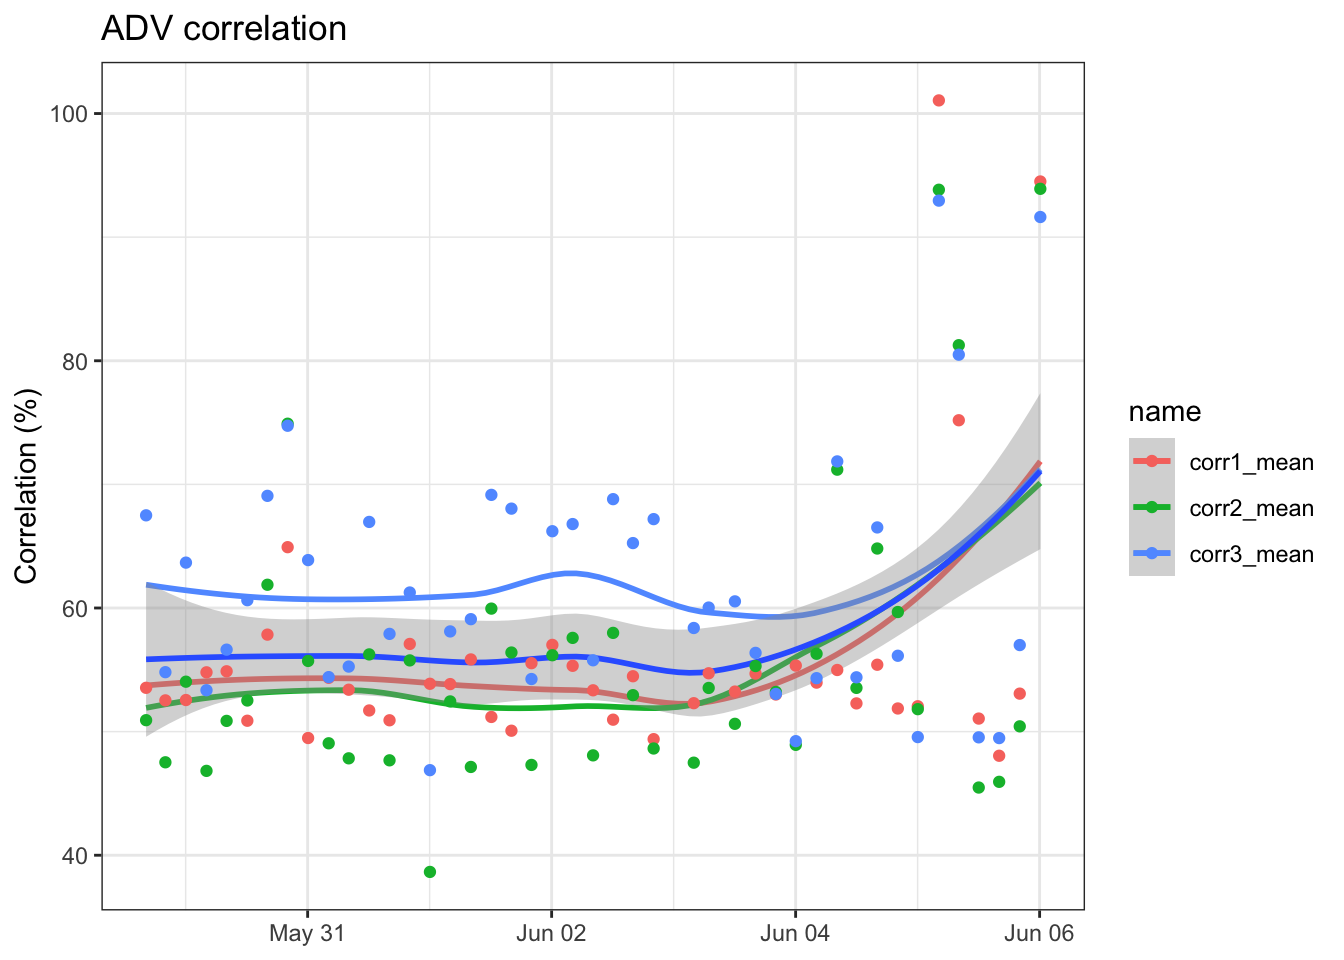 ADV correlation
100
80
60
40
Correlation (%)
May 31
Jun 02
Jun 04
Jun 06
name
corr1_mean
corr2_mean
corr3_mean